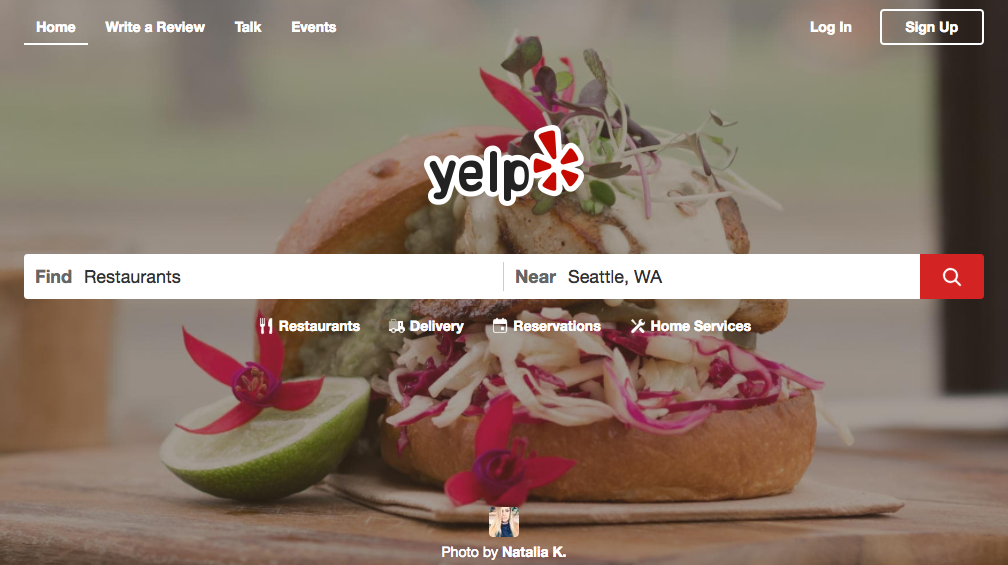 Home Write a Review Talk Events Log In Sign Up
yelp
Find Restaurants Near Seattle, WA
Restaurants Delivery Reservations Home Services
Photo by Natalia K.